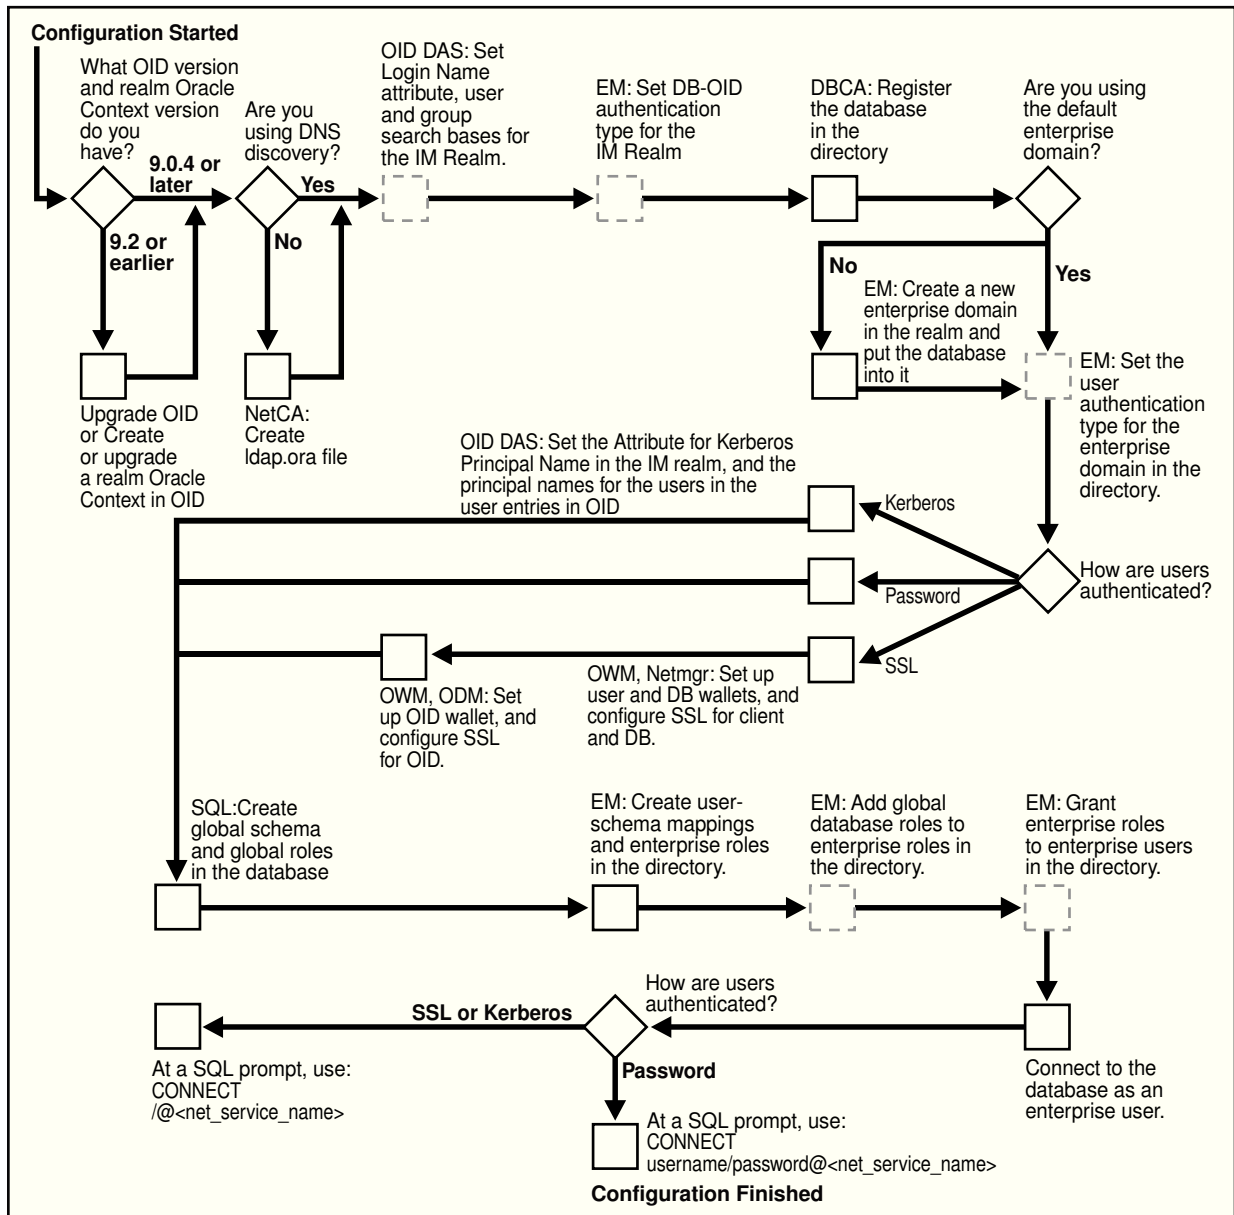 Configuration Started
What OID version
and realm Oracle
Context version
do you
have?
9.0.4 or
later
9.2 or
earlier
Upgrade OID
or Create
or upgrade
a realm Oracle
Context in OID
Are you
using DNS
discovery?
Yes
No
NetCA:
Create
ldap.ora file
OID DAS: Set
Login Name
attribute, user
and group
search bases for
the IM Realm.
EM: Set DB-OID
authentication
type for the
IM Realm
DBCA: Register
the database
in the
directory
Are you using
the default
enterprise
domain?
No
Yes
EM: Create a new
enterprise domain
in the realm and
put the database
into it
EM: Set the
user
authentication
type for the
enterprise
domain in the
directory.
How are users
authenticated?
Kerberos
Password
SSL
OID DAS: Set the Attribute for Kerberos
Principal Name in the IM realm, and the
principal names for the users in the
user entries in OID
OWM, Netmgr: Set up
user and DB wallets, and
configure SSL for client
and DB.
OWM, ODM: Set
up OID wallet, and
configure SSL
for OID.
SQL:Create
global schema
and global roles
in the database
EM: Create user-
schema mappings
and enterprise roles
in the directory.
EM: Add global
database roles to
enterprise roles in
the directory.
EM: Grant
enterprise roles
to enterprise users
in the directory.
Connect to the
database as an
enterprise user.
How are users
authenticated?
SSL or Kerberos
At a SQL prompt, use:
CONNECT
/@<net_service_name>
Password
At a SQL prompt, use:
CONNECT
username/password@<net_service_name>
Configuration Finished